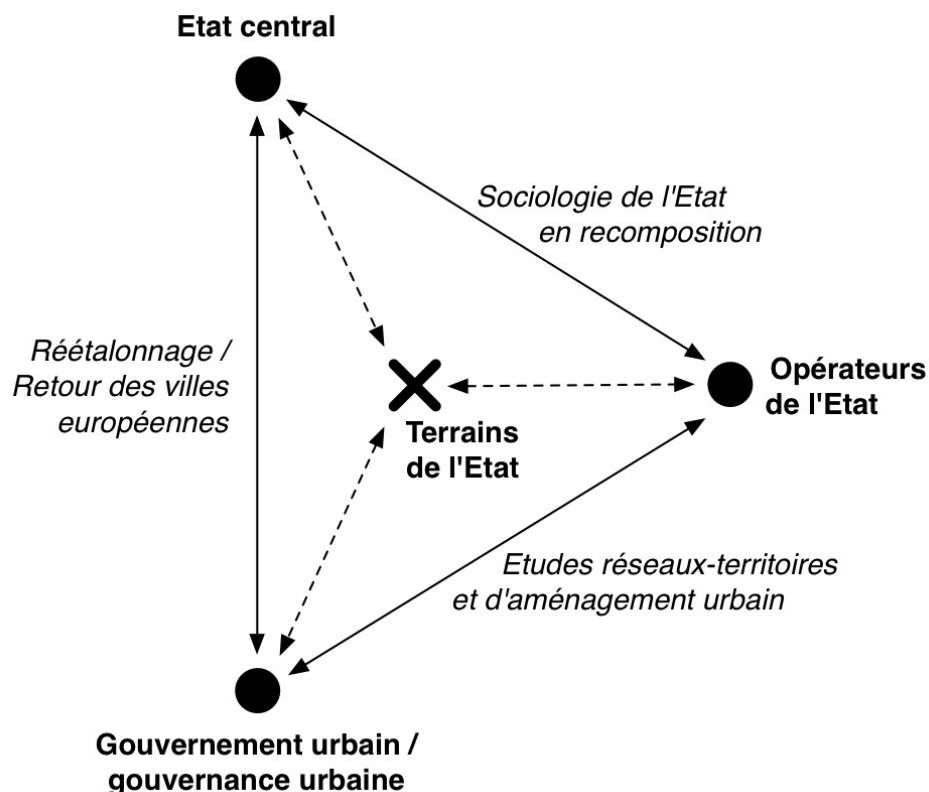 Etat central
Sociologie de l'Etat
en recomposition
Réétalonnage /
Retour des villes
européennes
Opérateurs
de l'Etat
Terrains
de l'Etat
Etudes réseaux-territoires
et d'aménagement urbain
Gouvernement urbain /
gouvernance urbaine